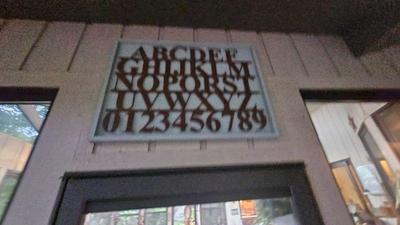 ABCDEF
GHIJKLM
NOPQRST
UVWXYZ
0123456789